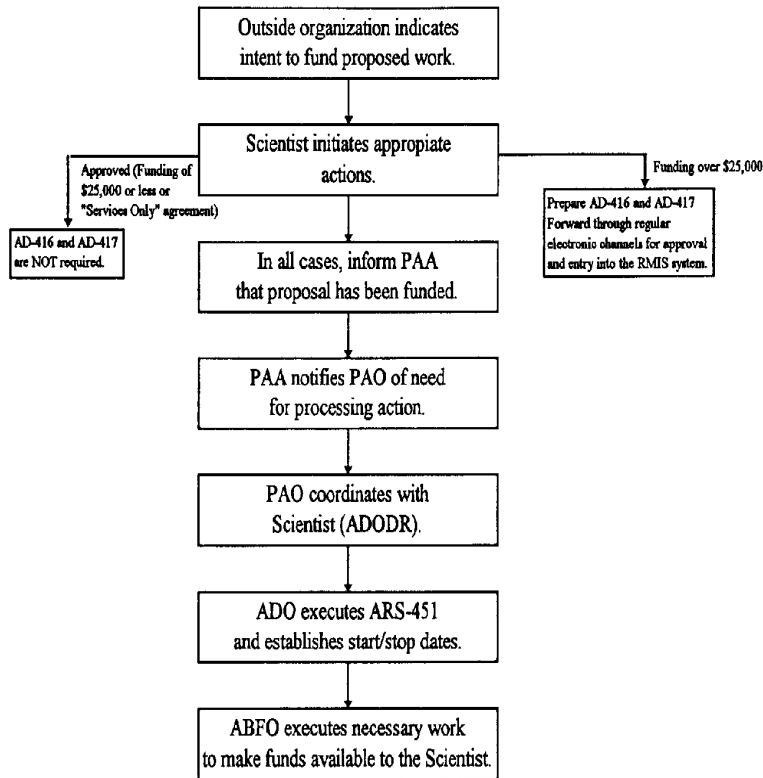 Outside organization indicates
intent to fund proposed work.
Scientist initiates appropiate
actions.
Approved (Funding of
$25,000 or less or
"Services Only" agreement)
Funding over $25,000
AD-416 and AD-417
are NOT required.
Prepare AD-416 and AD-417
Forward through regular
electronic channels for approval
and entry into the RMIS system.
In all cases, inform PAA
that proposal has been funded.
PAA notifies PAO of need
for processing action.
PAO coordinates with
Scientist (ADODR).
ADO executes ARS-451
and establishes start/stop dates.
ABFO executes necessary work
to make funds available to the Scientist.